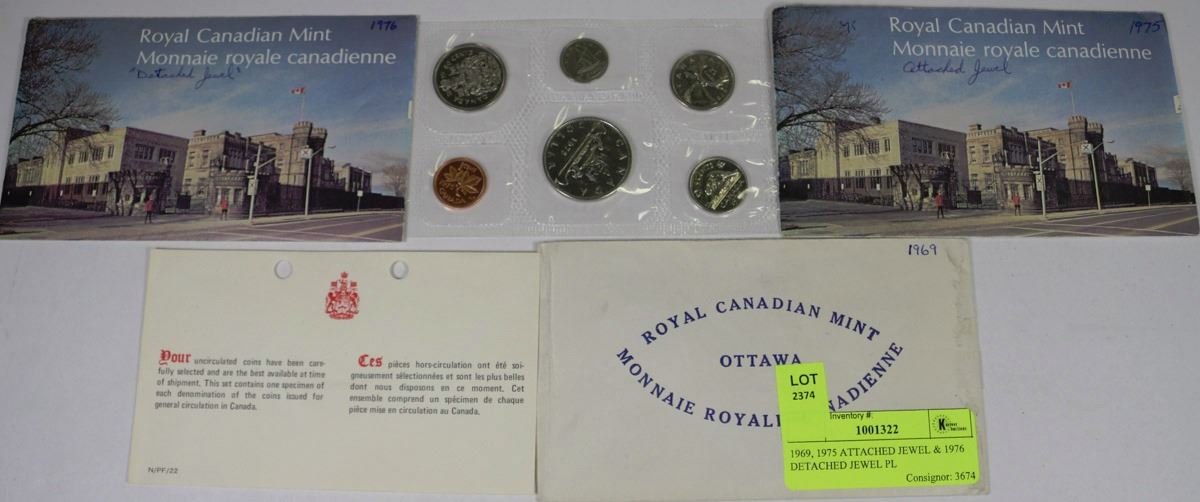 1976
Royal Canadian Mint
Monnaie royale canadienne
"Detached Jewel"
1975
Royal Canadian Mint
Monnaie royale canadienne
Attached Jewel
Your uncirculated coins have been care-
fully selected and are the best available at time
of shipment. This set contains one specimen of
each denomination of the coins issued for
general circulation in Canada.
Ces pièces hors-circulation ont été soi-
gneusement sélectionnées et sont les plus belles
dont nous disposons en ce moment. Cet
ensemble comprend un spécimen de chaque
pièce mise en circulation au Canada.
N/PF/22
1969
ROYAL CANADIAN MINT
OTTAWA
MONNAIE ROYALE CANADIENNE
LOT
2374
Inventory #:
1001322
1969, 1975 ATTACHED JEWEL & 1976
DETACHED JEWEL PL
Consignor: 3674